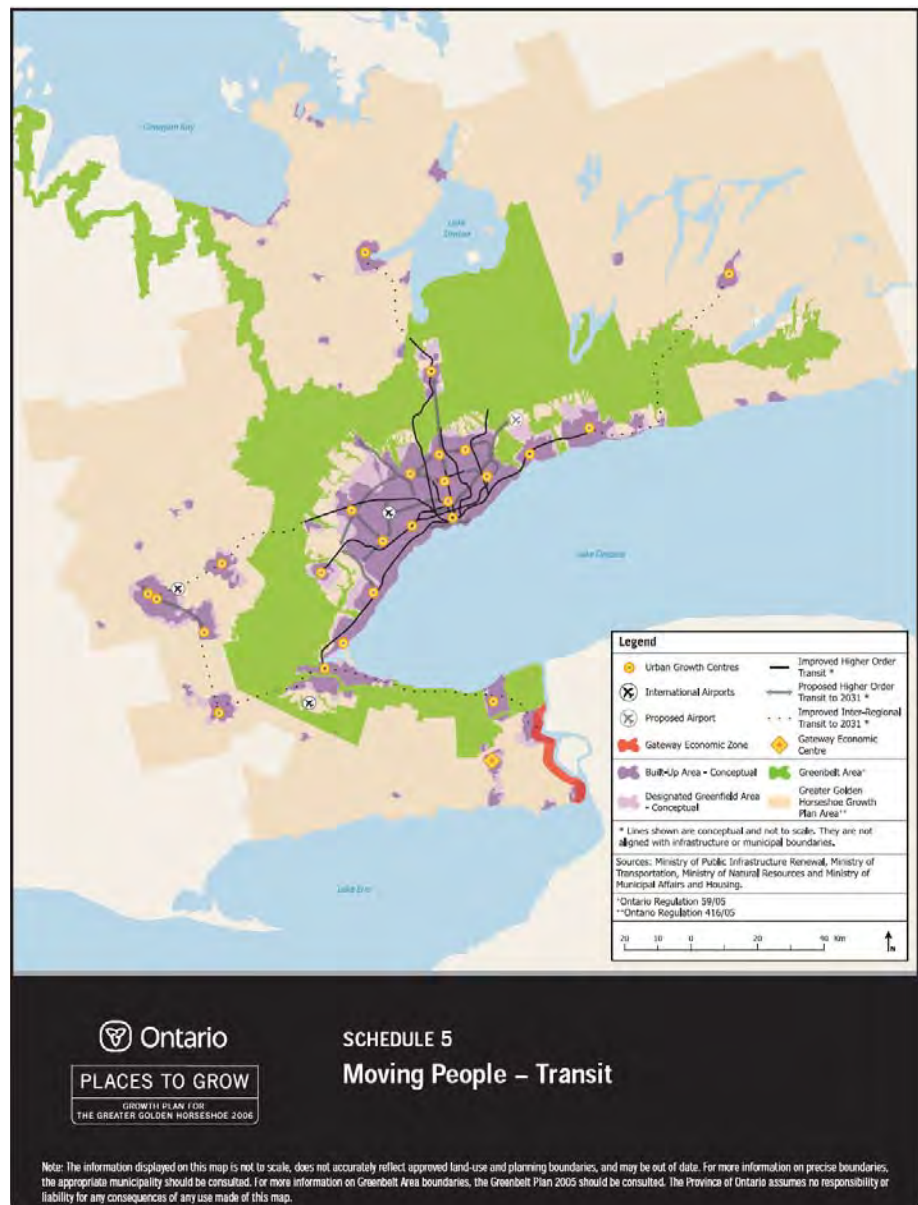 Georgian Bay
Lake
Simcoe
Lake Ontario
Lake Erie
Legend
Urban Growth Centres
International Airports
Proposed Airport
Gateway Economic Zone
Built-Up Area - Conceptual
Designated Greenfield Area
- Conceptual
Improved Higher Order
Transit *
Proposed Higher Order
Transit to 2031 *
Improved Inter-Regional
Transit to 2031 *
Gateway Economic
Centre
Greenbelt Area*
Greater Golden
Horseshoe Growth
Plan Area**
* Lines shown are conceptual and not to scale. They are not
aligned with infrastructure or municipal boundaries.
Sources: Ministry of Public Infrastructure Renewal, Ministry of
Transportation, Ministry of Natural Resources and Ministry of
Municipal Affairs and Housing.
*Ontario Regulation 59/05
**Ontario Regulation 416/05
20 10 0 20 40 Km
N
Ontario
PLACES TO GROW
GROWTH PLAN FOR
THE GREATER GOLDEN HORSESHOE 2006
SCHEDULE 5
Moving People – Transit
Note: The information displayed on this map is not to scale, does not accurately reflect approved land-use and planning boundaries, and may be out of date. For more information on precise boundaries,
the appropriate municipality should be consulted. For more information on Greenbelt Area boundaries, the Greenbelt Plan 2005 should be consulted. The Province of Ontario assumes no responsibility or
liability for any consequences of any use made of this map.